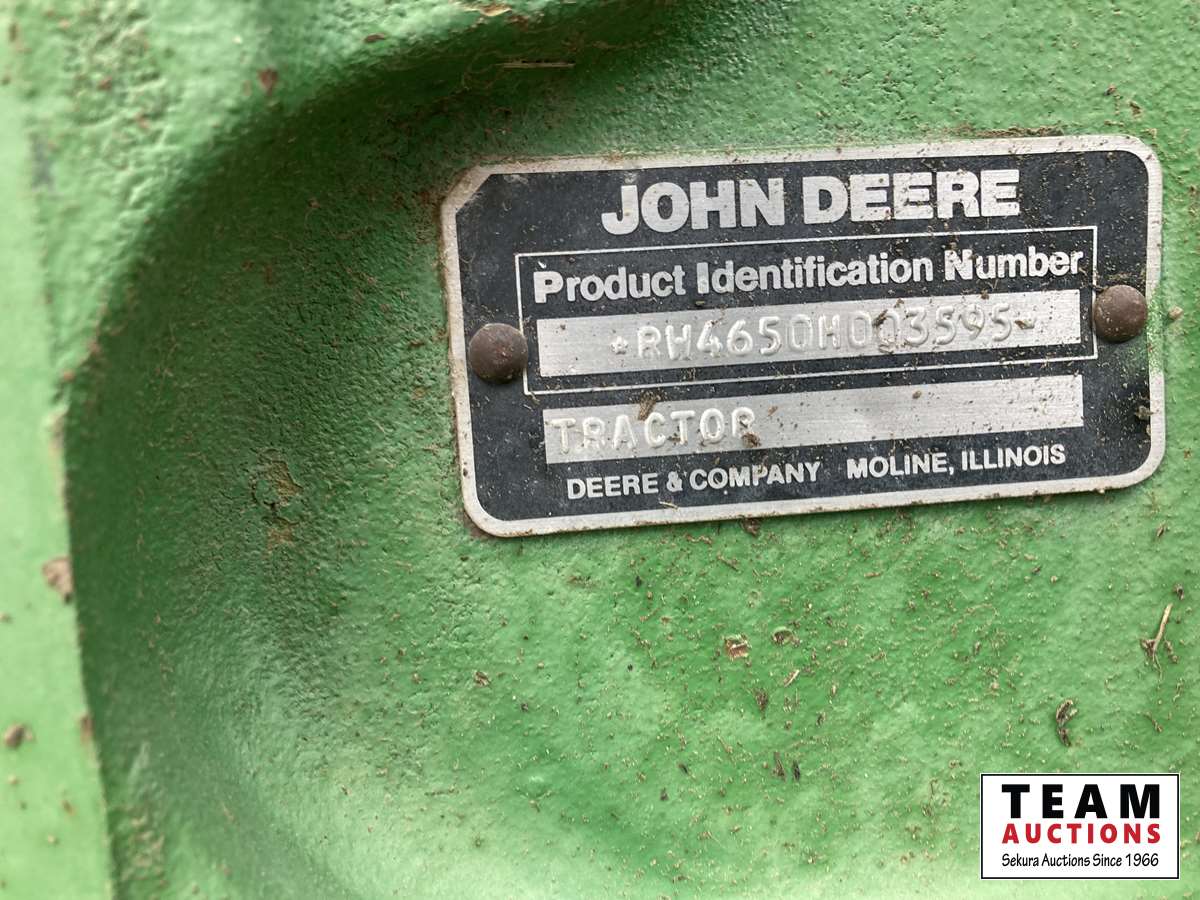 JOHN DEERE
Product Identification Number
*RW4650H003595*
TRACTOR
DEERE & COMPANY MOLINE, ILLINOIS
TEAM
AUCTIONS
Sekura Auctions Since 1966